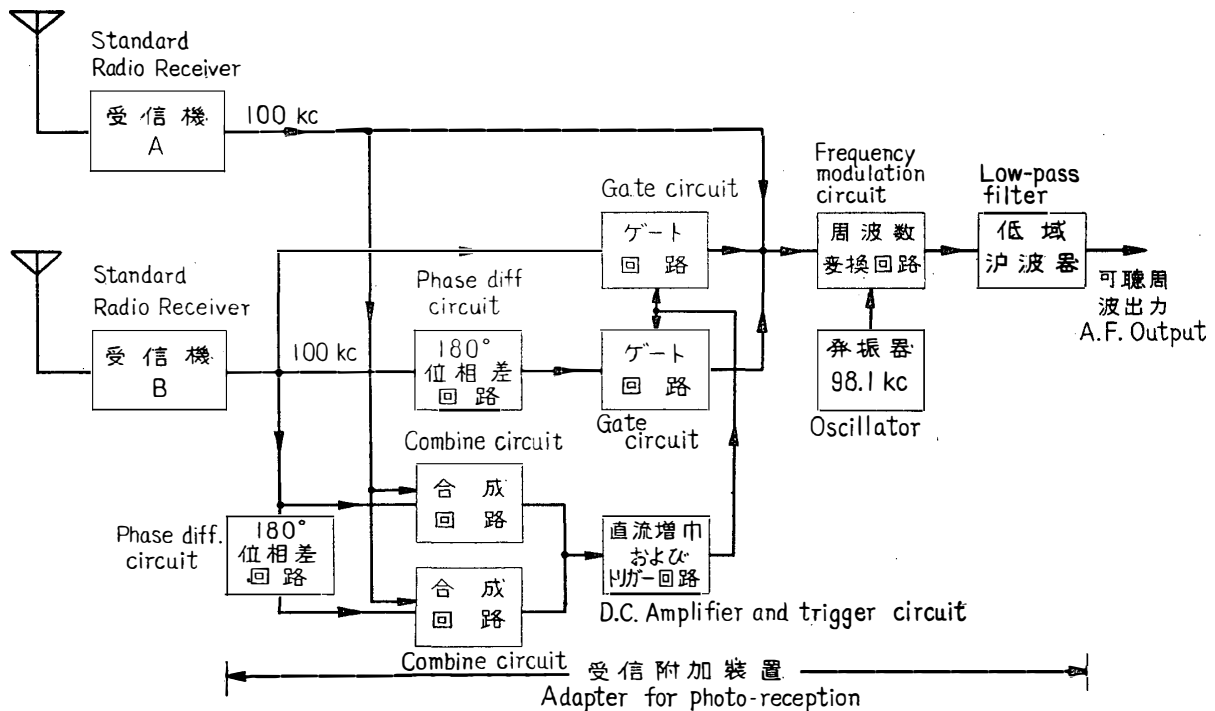 Standard
Radio Receiver
受信機
A
100 kc
Standard
Radio Receiver
受信機
B
100 kc
Gate circuit
ゲート
回路
Phase diff
circuit
180°
位相差
回路
ゲート
回路
Gate
circuit
Frequency
modulation
circuit
周波数
変換回路
Low-pass
filter
低域
沪波器
可聴周
波出力
A.F. Output
発振器
98.1 kc
Oscillator
Combine circuit
合成
回路
Phase diff.
circuit
180°
位相差
回路
合成
回路
Combine circuit
直流増巾
および
トリガー回路
D.C. Amplifier and trigger circuit
受信附加装置
Adapter for photo-reception